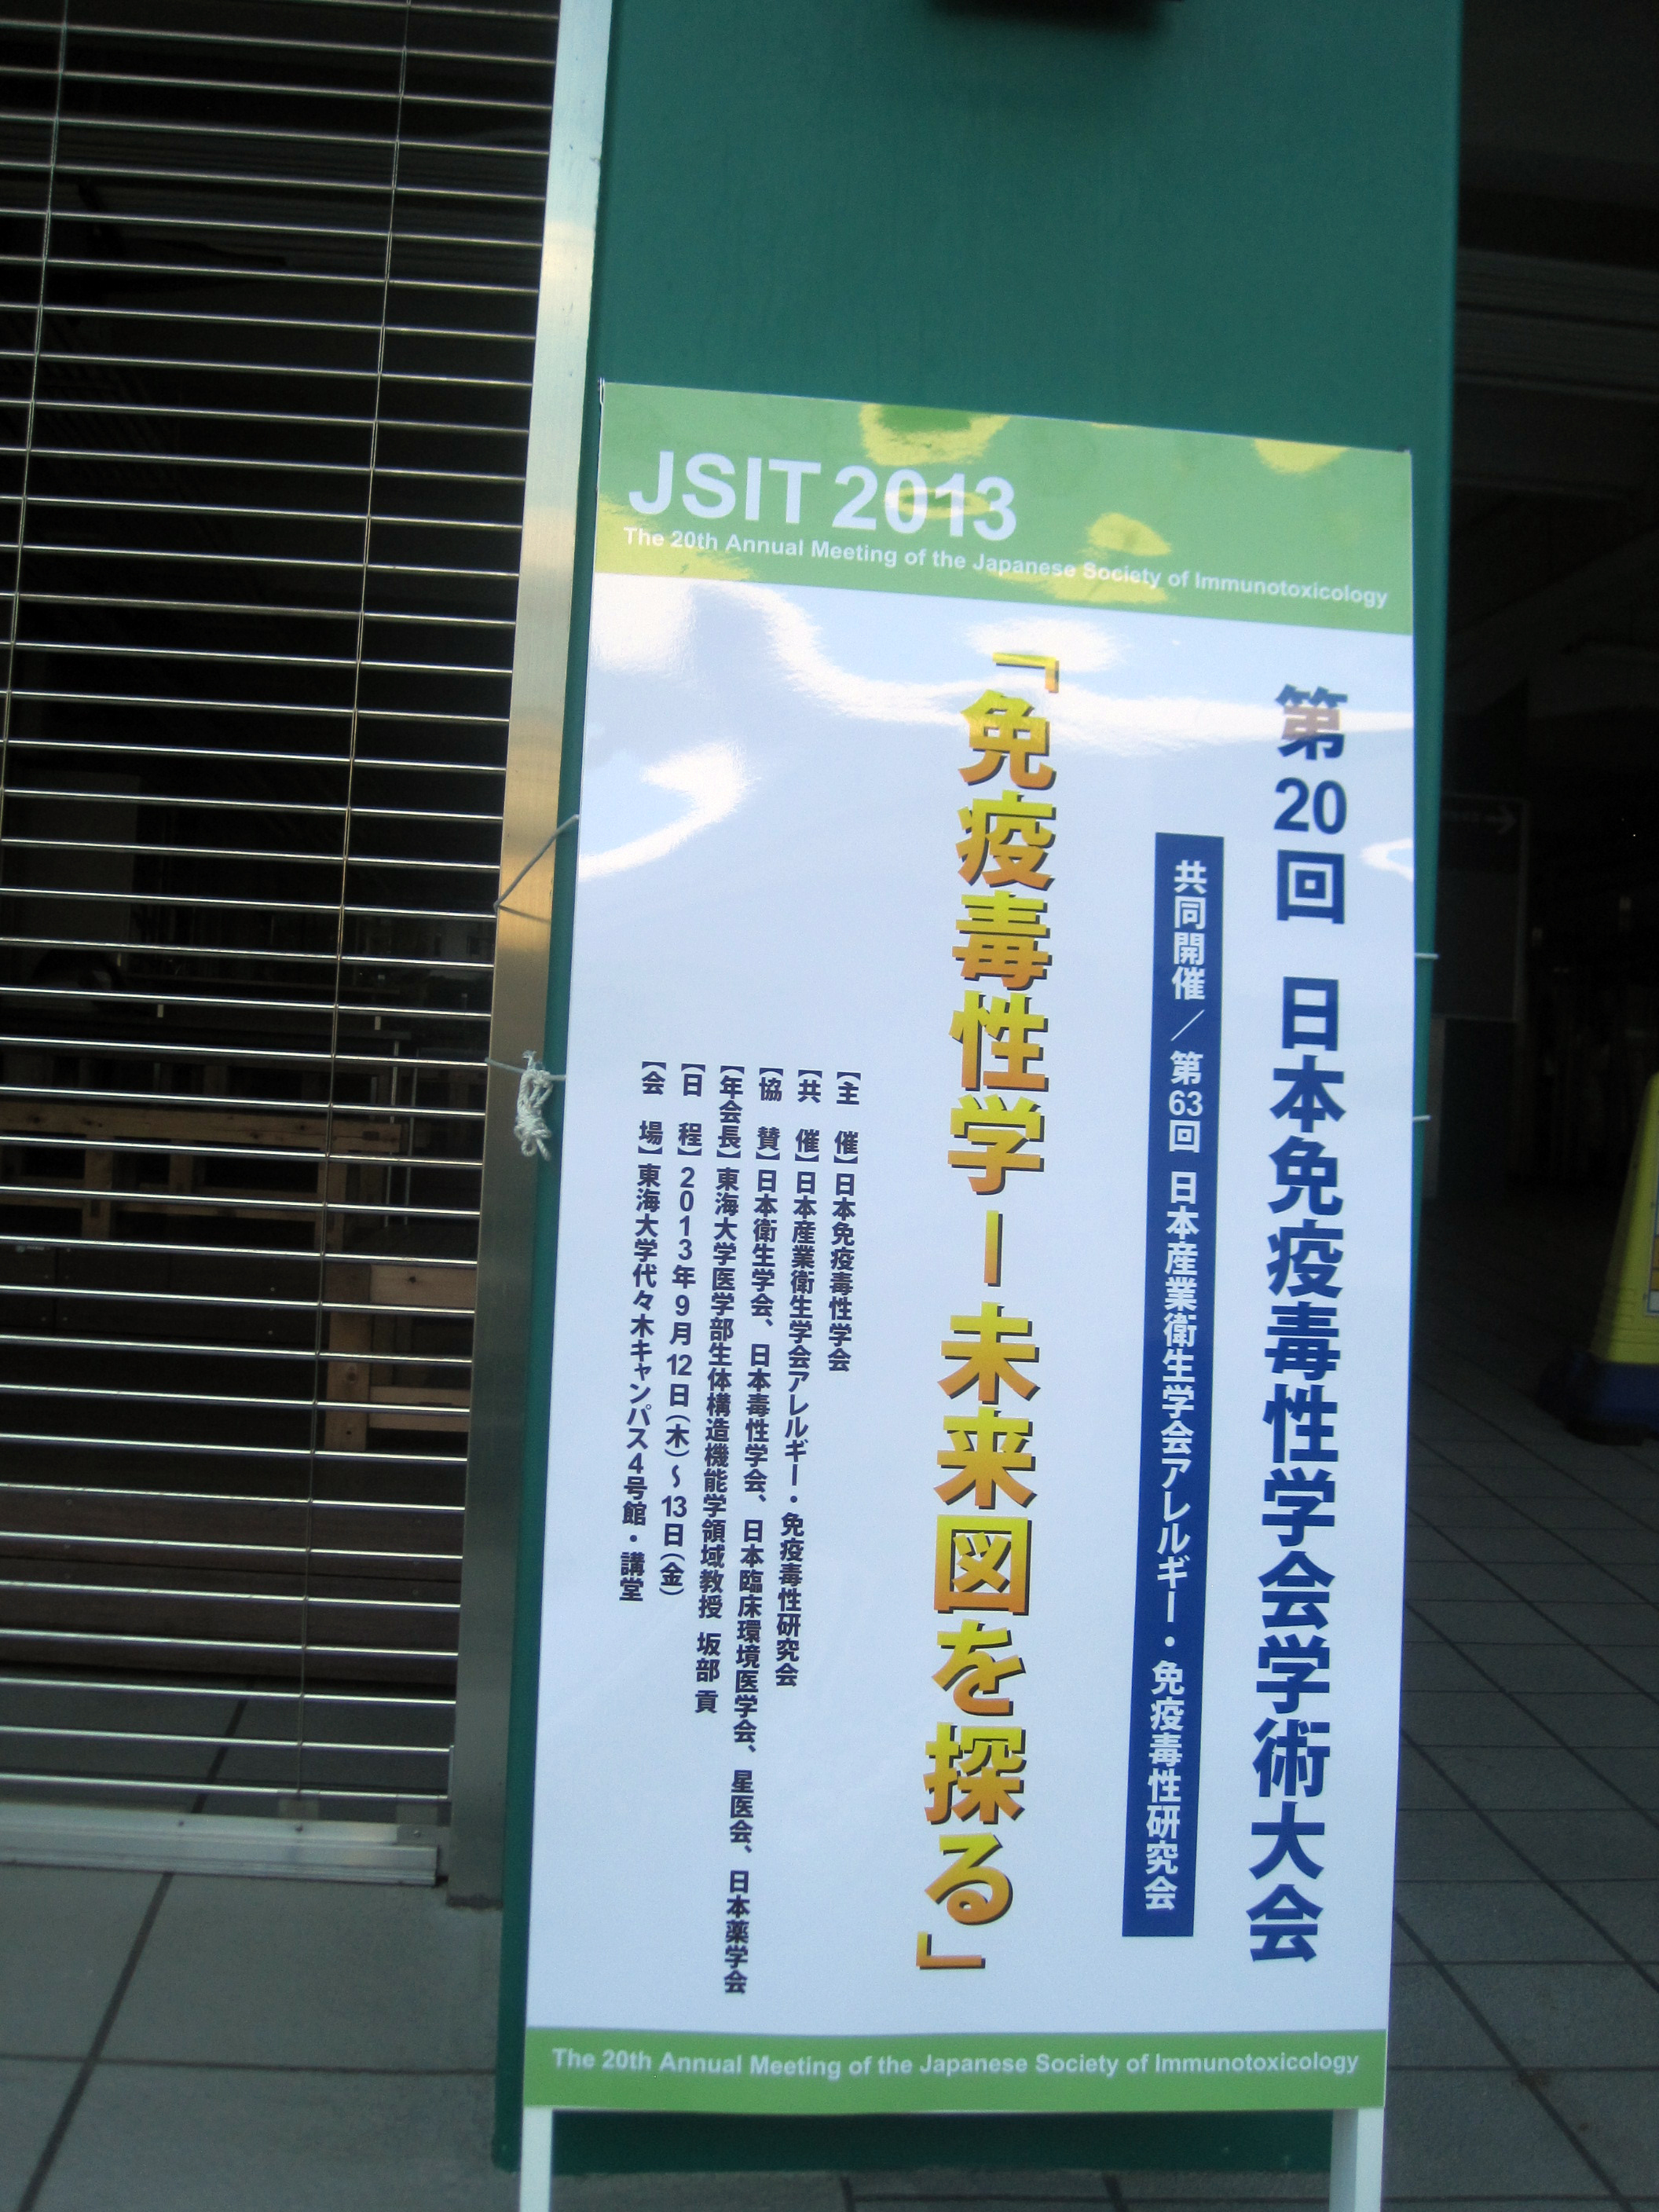 JSIT 2013
The 20th Annual Meeting of the Japanese Society of Immunotoxicology
第20回 日本免疫毒性学会学術大会
共同開催／第63回 日本産業衛生学会アレルギー・免疫毒性研究会
「免疫毒性学ー未来図を探る」
【主 催】日本免疫毒性学会
【共 催】日本産業衛生学会アレルギー・免疫毒性研究会
【協 賛】日本衛生学会、日本毒性学会、日本臨床環境医学会、星医会、日本薬学会
【年会長】東海大学医学部生体構造機能学領域教授 坂部 貢
【日 程】2013年9月12日（木）～13日（金）
【会 場】東海大学代々木キャンパス4号館・講堂
The 20th Annual Meeting of the Japanese Society of Immunotoxicology